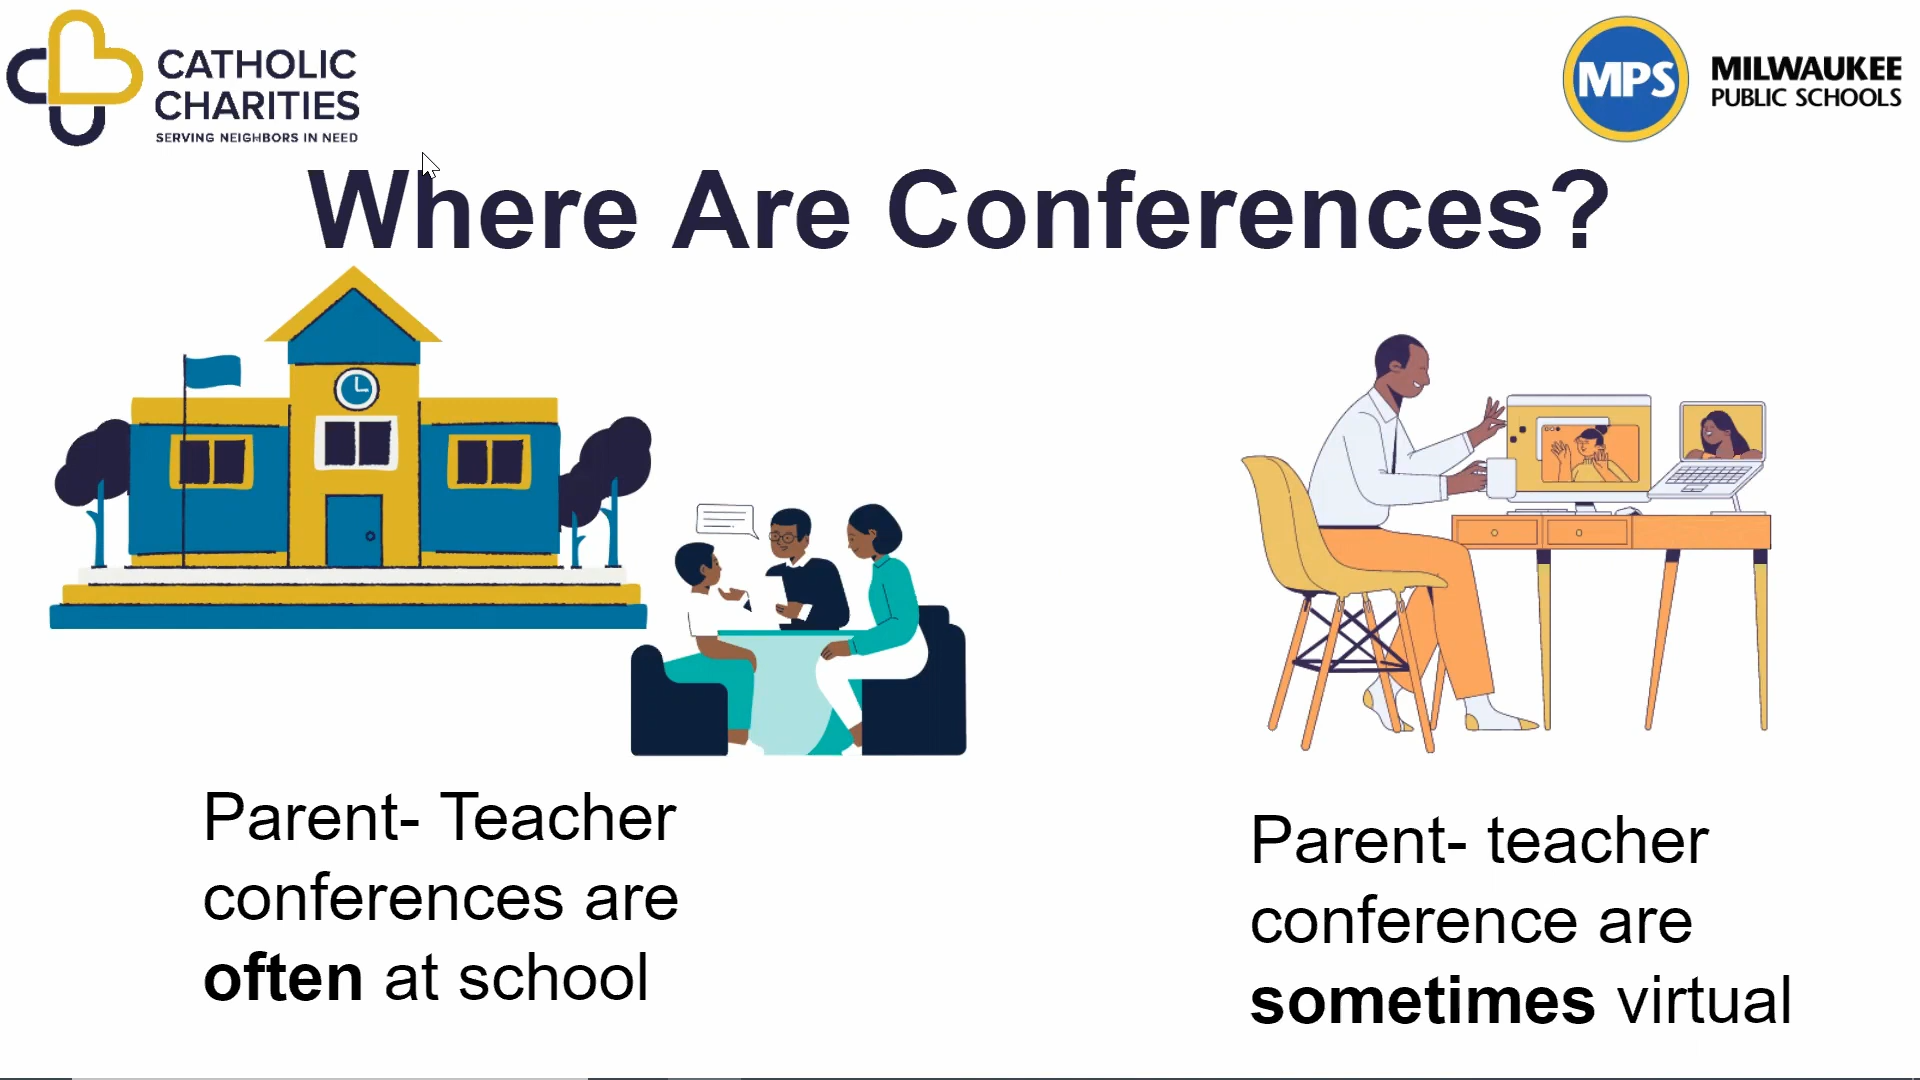 CATHOLIC
CHARITIES
SERVING NEIGHBORS IN NEED
MPS
MILWAUKEE
PUBLIC SCHOOLS
Where Are Conferences?
Parent- Teacher
conferences are
often at school
Parent- teacher
conference are
sometimes virtual